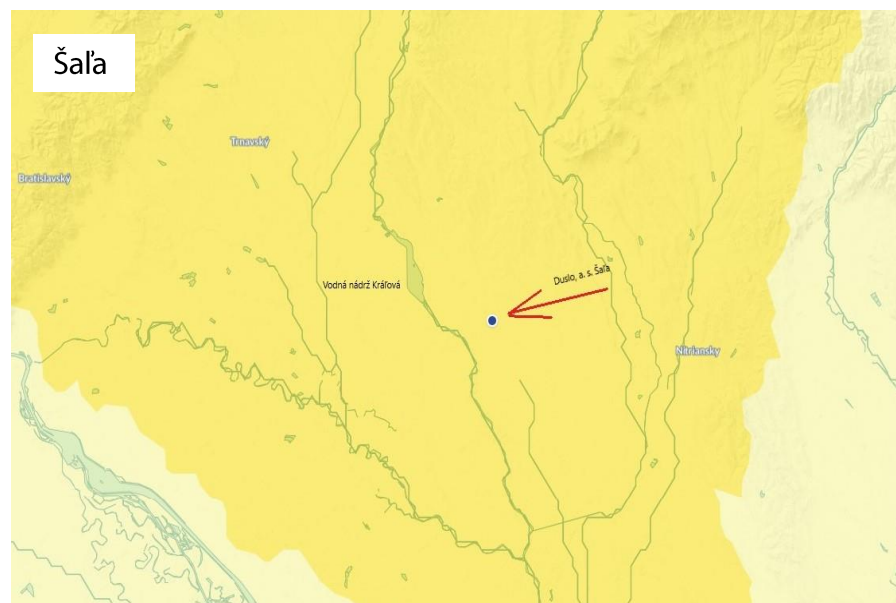 Šaľa
Trnavský
Bratislavský
Duslo, a. s. Šaľa
Vodná nádrž Kráľová
Nitriansky